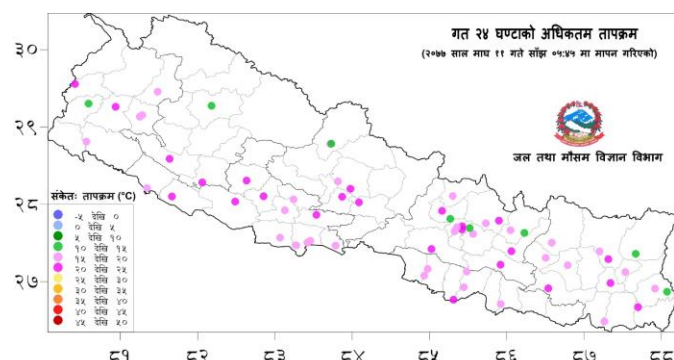 गत २४ घण्टाको अधिकतम तापक्रम
(२०७७ साल माघ ११ गते साँझ ०५:४५ मा मापन गरिएको)
३०
२९
२८
२७
जल तथा मौसम विज्ञान विभाग
संकेतः तापक्रम (°C)
-५ देखि ०
० देखि ५
५ देखि १०
१० देखि १५
१५ देखि २०
२० देखि २५
२५ देखि ३०
३० देखि ३५
३५ देखि ४०
४० देखि ४५
४५ देखि ५०
८१ ८२ ८३ ८४ ८५ ८६ ८७ ८८